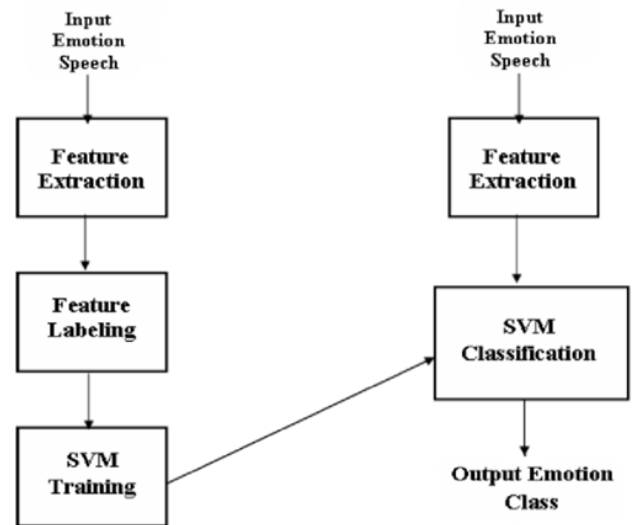 Input
Emotion
Speech
Feature
Extraction
Feature
Labeling
SVM
Training
Input
Emotion
Speech
Feature
Extraction
SVM
Classification
Output Emotion
Class